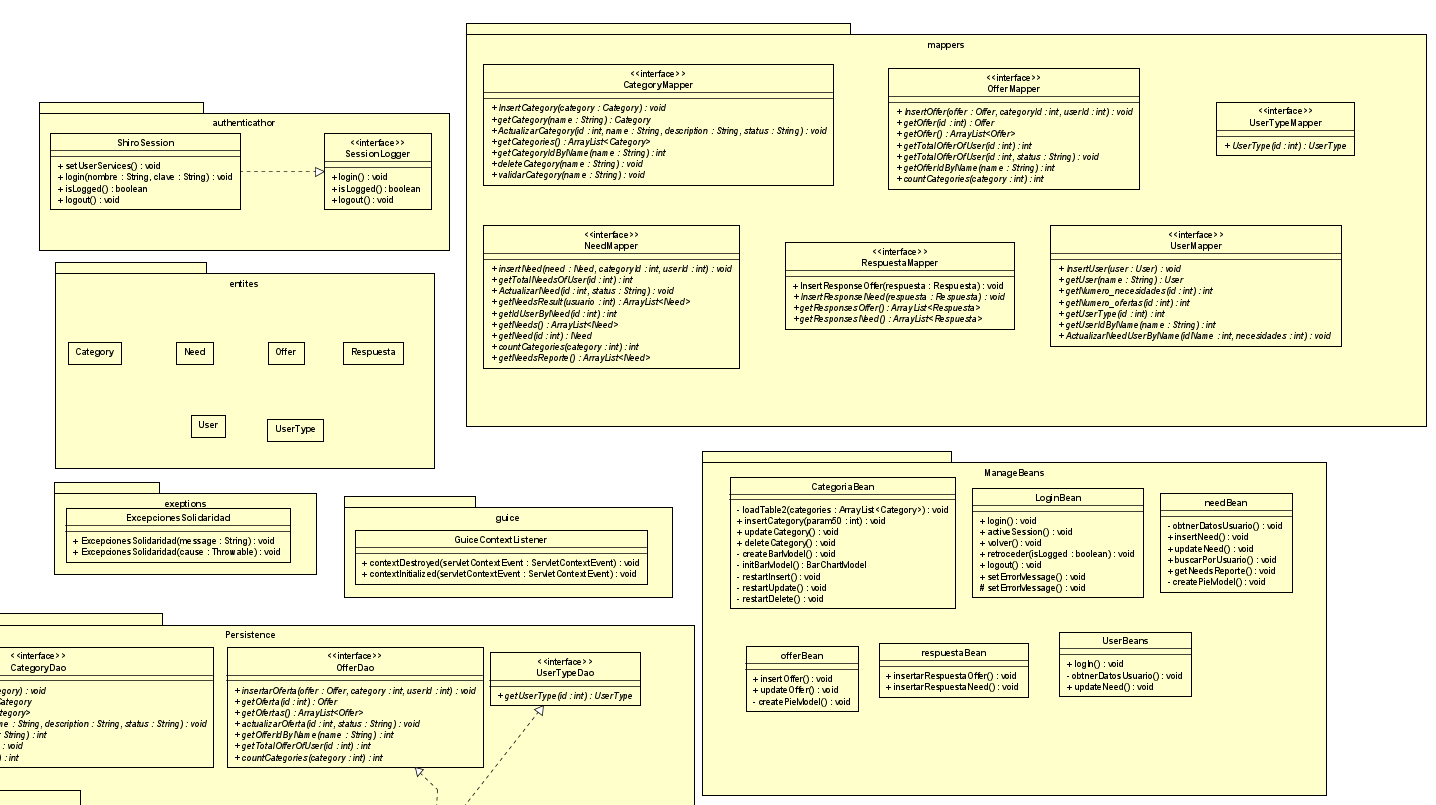 mappers
<<interface>>
CategoryMapper
+ InsertCategory(category : Category) : void
+ getCategory(name : String) : Category
+ ActualizarCategory(id : int, name : String, description : String, status : String) : void
+ getCategories() : ArrayList<Category>
+ getCategoryIdByName(name : String) : int
+ deleteCategory(name : String) : void
+ validarCategory(name : String) : void
<<interface>>
OfferMapper
+ InsertOffer(offer : Offer, categoryId : int, userId : int) : void
+ getOffer(id : int) : Offer
+ getOffer() : ArrayList<Offer>
+ getTotalOfferOfUser(id : int) : int
+ getTotalOfferOfUser(id : int, status : String) : void
+ getOfferIdByName(name : String) : int
+ countCategories(category : int) : int
<<interface>>
UserTypeMapper
+ UserType(id : int) : UserType
<<interface>>
NeedMapper
+ insertNeed(need : Need, categoryId : int, userId : int) : void
+ getTotalNeedsOfUser(id : int) : int
+ ActualizarNeed(id : int, status : String) : void
+ getNeedsResult(usuario : int) : ArrayList<Need>
+ getIdUserByNeed(id : int) : int
+ getNeeds() : ArrayList<Need>
+ getNeed(id : int) : Need
+ countCategories(category : int) : int
+ getNeedsReporte() : ArrayList<Need>
<<interface>>
RespuestaMapper
+ InsertResponseOffer(respuesta : Respuesta) : void
+ InsertResponseNeed(respuesta : Respuesta) : void
+ getResponsesOffer() : ArrayList<Respuesta>
+ getResponsesNeed() : ArrayList<Respuesta>
<<interface>>
UserMapper
+ InsertUser(user : User) : void
+ getUser(name : String) : User
+ getNumero_necesidades(id : int) : int
+ getNumero_ofertas(id : int) : int
+ getUserType(id : int) : int
+ getUserIdByName(name : String) : int
+ ActualizarNeedUserByName(idName : int, necesidades : int) : void
authenticathor
ShiroSession
+ setUserServices() : void
+ login(nombre : String, clave : String) : void
+ isLogged() : boolean
+ logout() : void
<<interface>>
SessionLogger
+ login() : void
+ isLogged() : boolean
+ logout() : void
entites
Category
Need
Offer
Respuesta
User
UserType
exeptions
ExcepcionesSolidaridad
+ ExcepcionesSolidaridad(message : String) : void
+ ExcepcionesSolidaridad(cause : Throwable) : void
guice
GuiceContextListener
+ contextDestroyed(servletContextEvent : ServletContextEvent) : void
+ contextInitialized(servletContextEvent : ServletContextEvent) : void
ManageBeans
CategoriaBean
- loadTable2(categories : ArrayList<Category>) : void
+ insertCategory(param50 : int) : void
+ updateCategory() : void
+ deleteCategory() : void
- createBarModel() : void
- initBarModel() : BarChartModel
- restartInsert() : void
- restartUpdate() : void
- restartDelete() : void
LoginBean
+ login() : void
+ activeSession() : void
+ volver() : void
+ retroceder(isLogged : boolean) : void
+ logout() : void
+ setErrorMessage() : void
# setErrorMessage() : void
needBean
- obtnerDatosUsuario() : void
+ insertNeed() : void
+ updateNeed() : void
+ buscarPorUsuario() : void
+ getNeedsReporte() : void
- createPieModel() : void
offerBean
+ insertOffer() : void
+ updateOffer() : void
- createPieModel() : void
respuestaBean
+ insertarRespuestaOffer() : void
+ insertarRespuestaNeed() : void
UserBeans
+ logIn() : void
- obtnerDatosUsuario() : void
+ updateNeed() : void
Persistence
<<interface>>
CategoryDao
gory) : void
Category
tegory>
me : String, description : String, status : String) : void
: String) : int
) : void
) : int
<<interface>>
OfferDao
+ insertarOferta(offer : Offer, category : int, userId : int) : void
+ getOferta(id : int) : Offer
+ getOfertas() : ArrayList<Offer>
+ actualizarOferta(id : int, status : String) : void
+ getOfferIdByName(name : String) : int
+ getTotalOfferOfUser(id : int) : int
+ countCategories(category : int) : int
<<interface>>
UserTypeDao
+ getUserType(id : int) : UserType